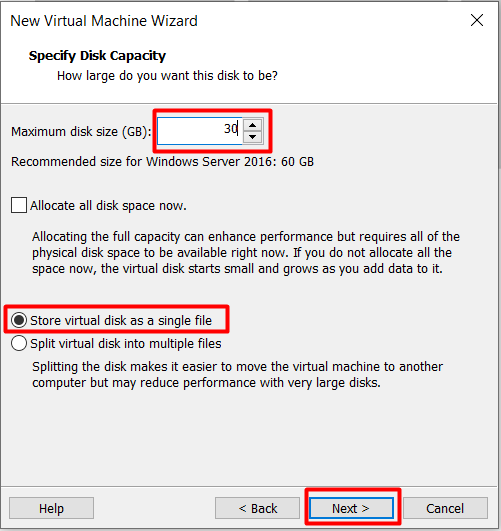 New Virtual Machine Wizard
Specify Disk Capacity
How large do you want this disk to be?
Maximum disk size (GB): 30
Recommended size for Windows Server 2016: 60 GB
Allocate all disk space now.
Allocating the full capacity can enhance performance but requires all of the
physical disk space to be available right now. If you do not allocate all the
space now, the virtual disk starts small and grows as you add data to it.
Store virtual disk as a single file
Split virtual disk into multiple files
Splitting the disk makes it easier to move the virtual machine to another
computer but may reduce performance with very large disks.
Help < Back Next > Cancel